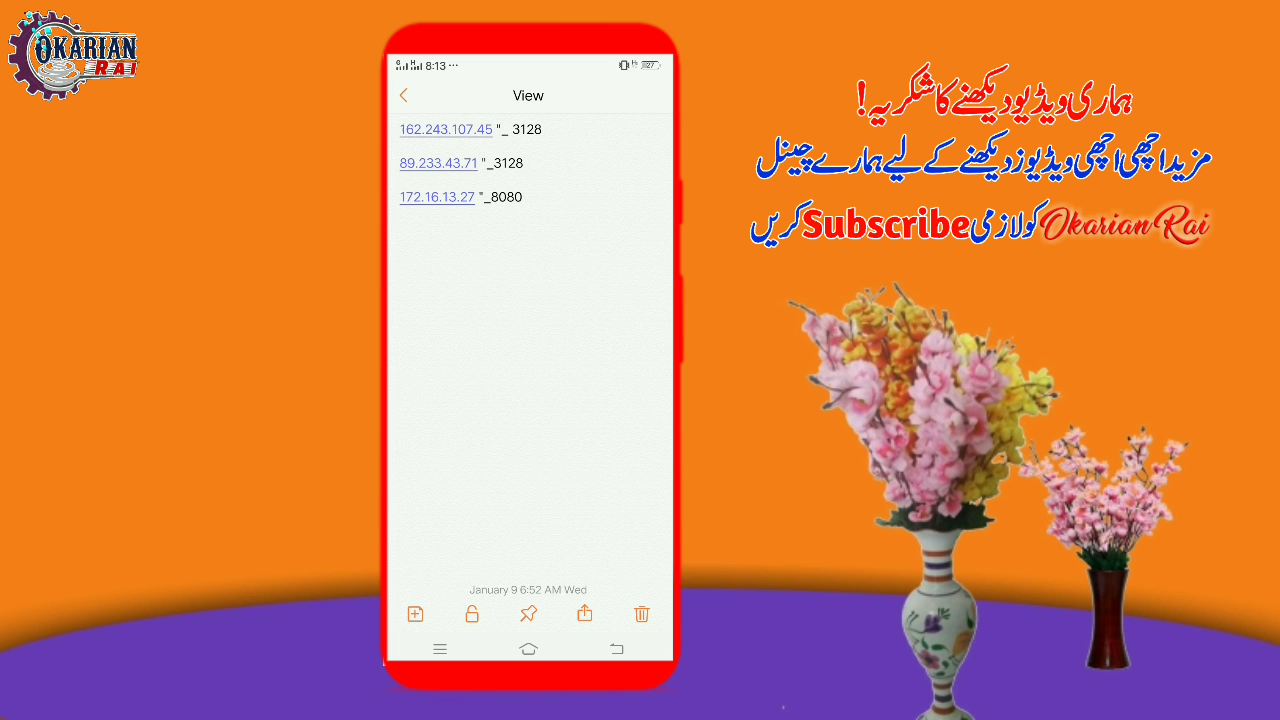 OKARIAN
RAI
8:13 ...
27
View
162.243.107.45 "_ 3128
89.233.43.71 "_3128
172.16.13.27 "_8080
January 9 6:52 AM Wed
ہماری ویڈیو دیکھنے کا شکریہ!
مزید اچھی اچھی ویڈیوز دیکھنے کے لیے ہمارے چینل
Okarian Rai کو لازمی Subscribe کریں